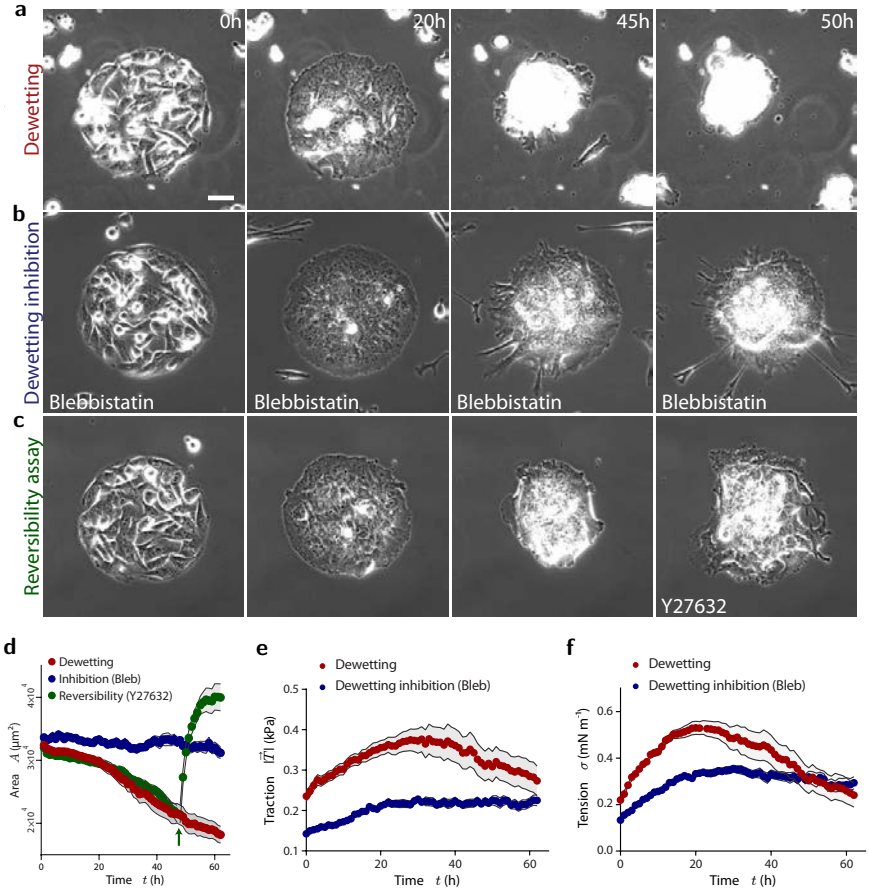 a
0h
20h
45h
50h
Dewetting
b
Dewetting inhibition
Blebbistatin
Blebbistatin
Blebbistatin
Blebbistatin
c
Reversibility assay
Y27632
d
Dewetting
Inhibition (Bleb)
Reversibility (Y27632)
4×10⁴
3×10⁴
2×10⁴
Area A (µm²)
0
20
40
60
Time t (h)
e
Dewetting
Dewetting inhibition (Bleb)
0.5
0.4
0.3
0.2
0.1
Traction |T⃗| (kPa)
0
20
40
60
Time t (h)
f
Dewetting
Dewetting inhibition (Bleb)
0.6
0.4
0.2
0.0
Tension σ (mN m⁻¹)
0
20
40
60
Time t (h)